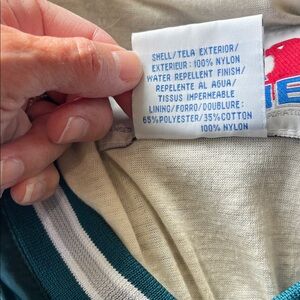 SHELL/TELA EXTERIOR/
EXTERIEUR: 100% NYLON
WATER REPELLENT FINISH/
REPELENTE AL AGUA/
TISSUS IMPERMEABLE
LINING/FORRO/DOUBLURE:
65% POLYESTER/35% COTTON
100% NYLON